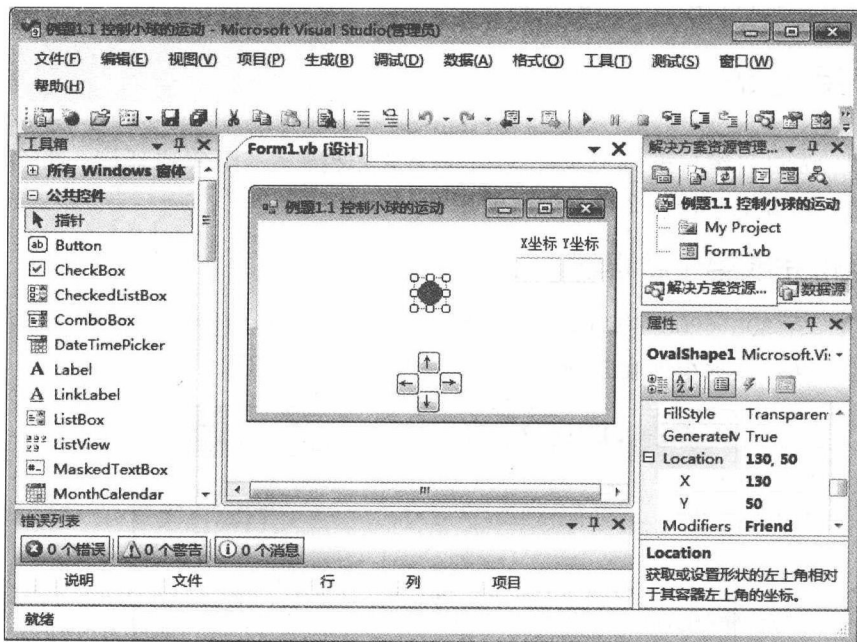 例题1.1 控制小球的运动 - Microsoft Visual Studio(管理员)
文件(F) 编辑(E) 视图(V) 项目(P) 生成(B) 调试(D) 数据(A) 格式(O) 工具(T) 测试(S) 窗口(W)
帮助(H)
工具箱
所有 Windows 窗体
公共控件
指针
Button
CheckBox
CheckedListBox
ComboBox
DateTimePicker
Label
LinkLabel
ListBox
ListView
MaskedTextBox
MonthCalendar
Form1.vb [设计]
例题1.1 控制小球的运动
X坐标 Y坐标
解决方案资源管理...
例题1.1 控制小球的运动
My Project
Form1.vb
解决方案资源... 数据源
属性
OvalShape1 Microsoft.Vi:
FillStyle Transparen
GenerateM True
Location 130, 50
X 130
Y 50
Modifiers Friend
Location
获取或设置形状的左上角相对
于其容器左上角的坐标。
错误列表
0 个错误 0 个警告 0 个消息
说明 文件 行 列 项目
就绪